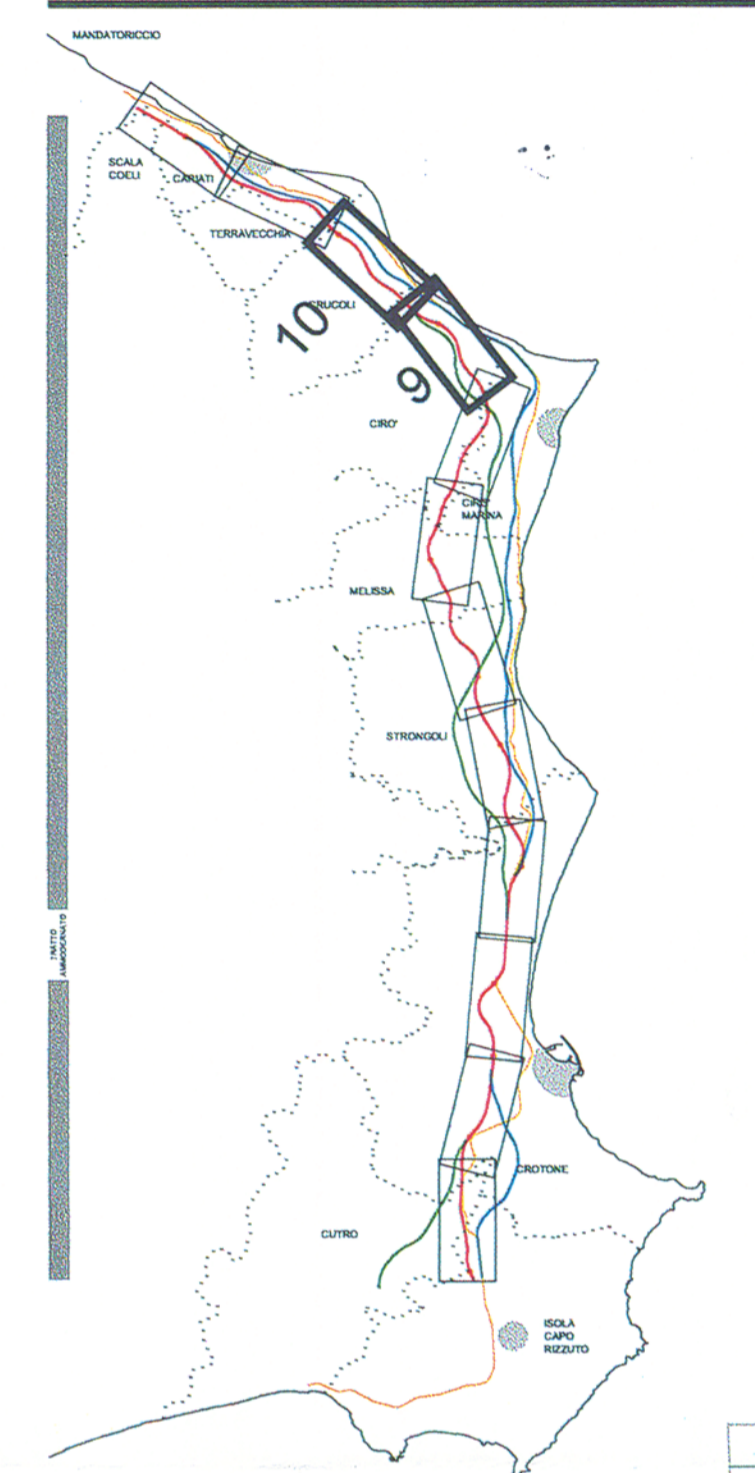 MANDATORICCIO
SCALA
COELI
CARIATI
TERRAVECCHIA
CRUCOLI
10
9
CIRO'
CIRO'
MARINA
MELISSA
STRONGOLI
TRATTO
AMMODERNATO
CROTONE
CUTRO
ISOLA
CAPO
RIZZUTO